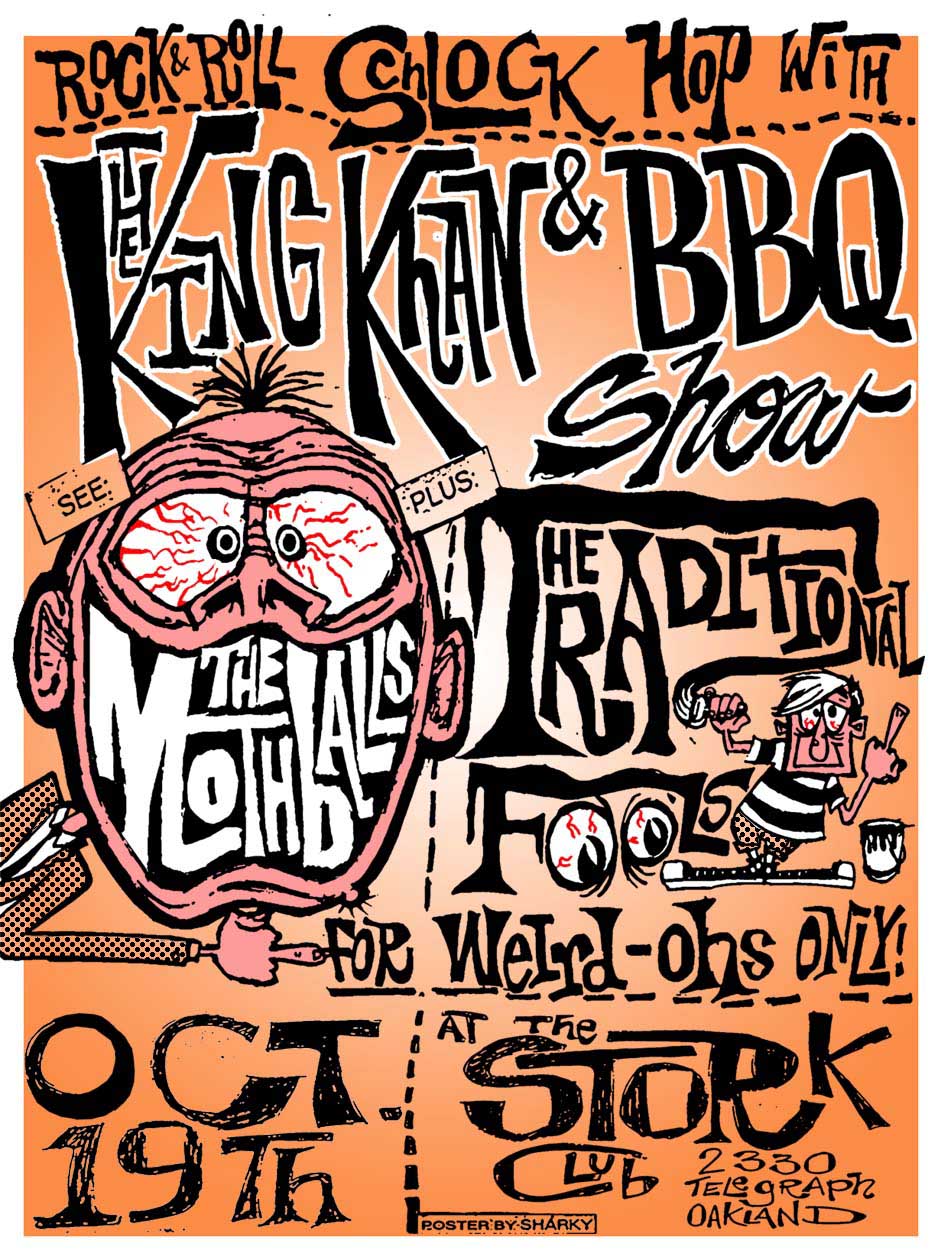 ROCK & ROLL SChLOCK HOP WiTH
THE KING KhAN & BBQ
Show
SEE:
PLUS:
THE TRADITIONAL
FOOLS
THE
MOTHBALLS
FOR WeIrd-ohs ONLY!
OCT.
19Th
AT The
STORK
CLUb
2330
TELegRAPh
OAKLAND
POSTER BY SHARKY